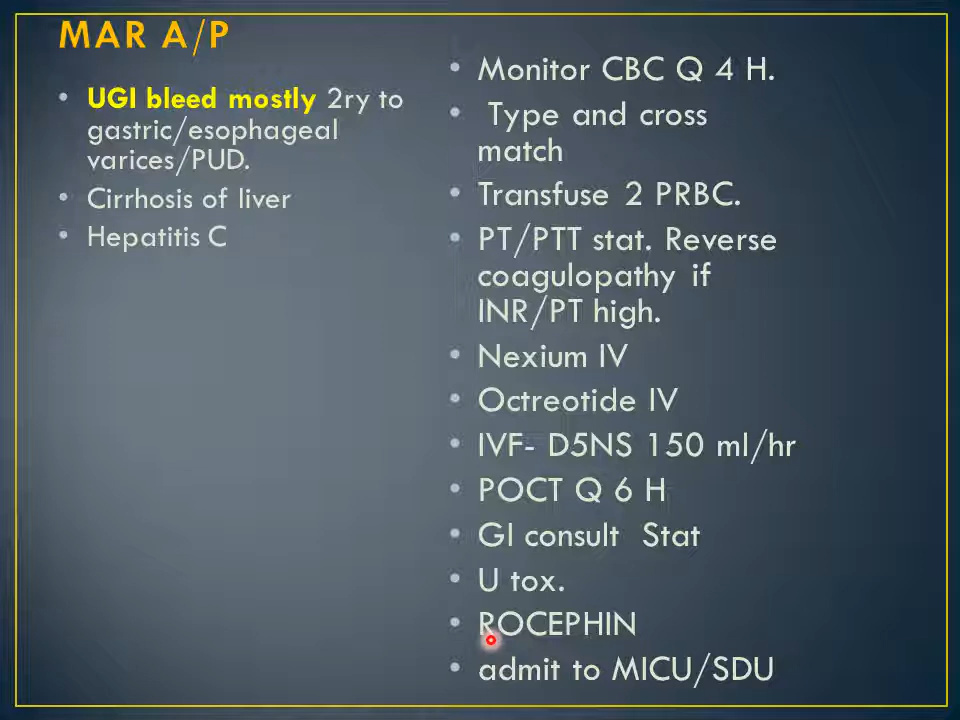 MAR A/P
• UGI bleed mostly 2ry to
gastric/esophageal
varices/PUD.
• Cirrhosis of liver
• Hepatitis C
• Monitor CBC Q 4 H.
• Type and cross
match
• Transfuse 2 PRBC.
• PT/PTT stat. Reverse
coagulopathy if
INR/PT high.
• Nexium IV
• Octreotide IV
• IVF- D5NS 150 ml/hr
• POCT Q 6 H
• GI consult Stat
• U tox.
• ROCEPHIN
• admit to MICU/SDU